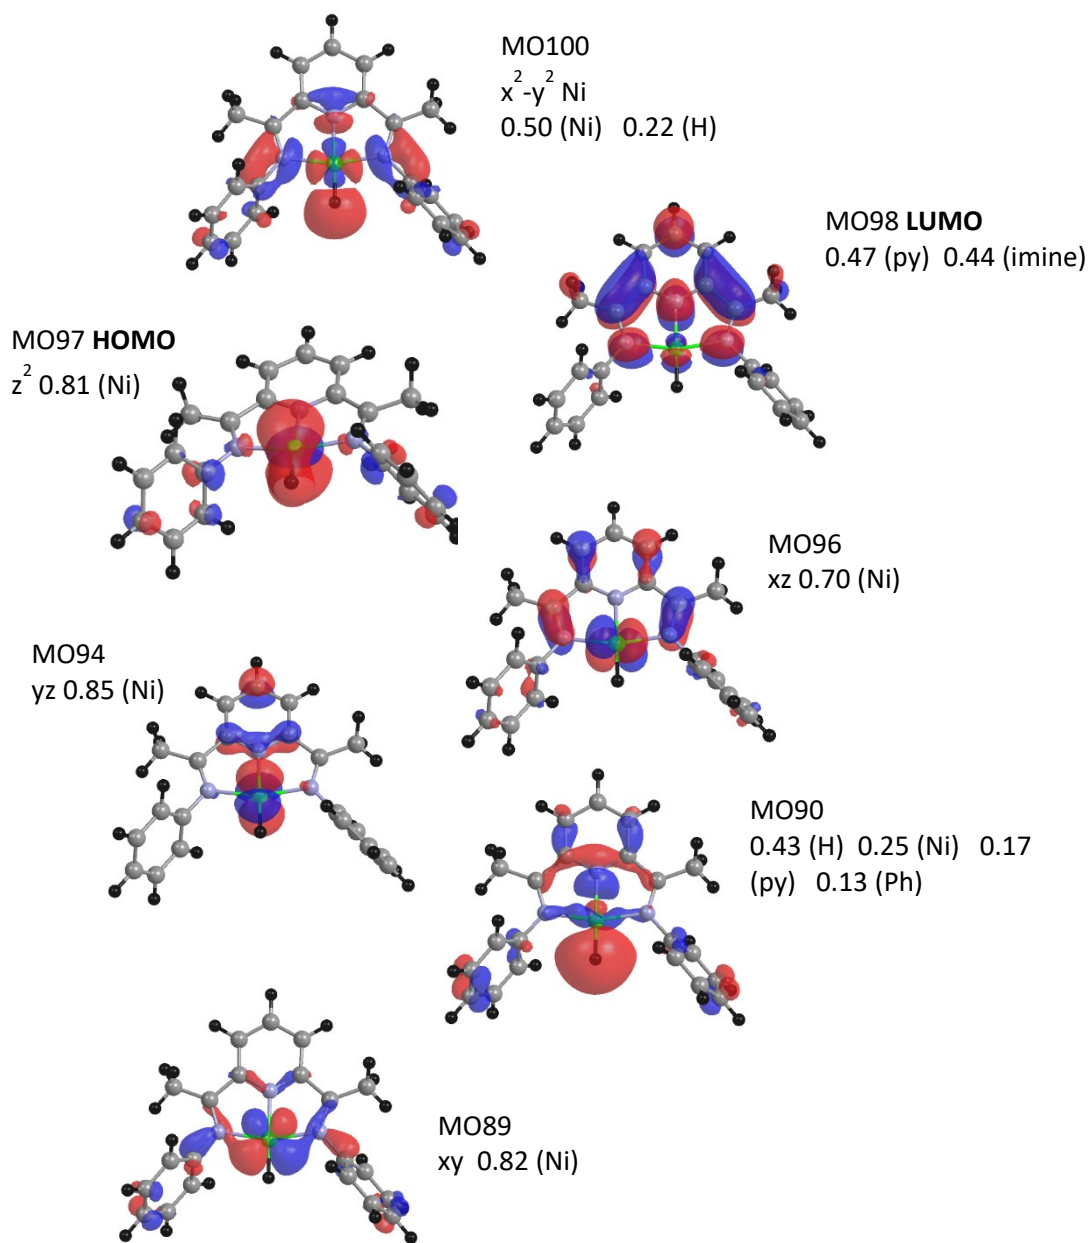 MO100
x²-y² Ni
0.50 (Ni) 0.22 (H)
MO98 LUMO
0.47 (py) 0.44 (imine)
MO97 HOMO
z² 0.81 (Ni)
MO96
xz 0.70 (Ni)
MO94
yz 0.85 (Ni)
MO90
0.43 (H) 0.25 (Ni) 0.17
(py) 0.13 (Ph)
MO89
xy 0.82 (Ni)